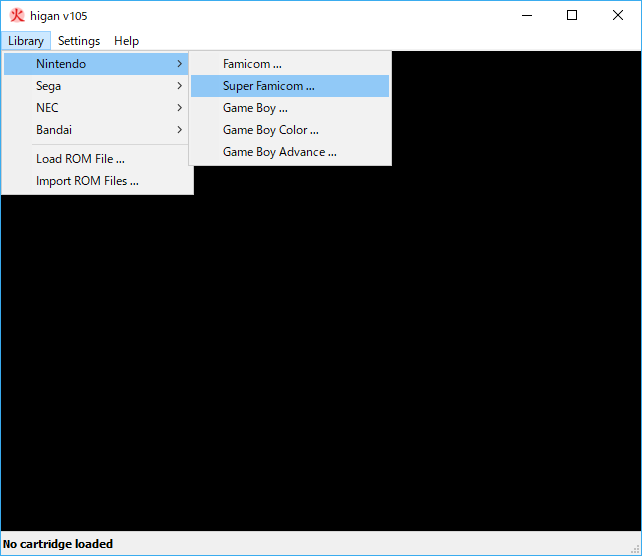 火 higan v105
Library Settings Help
Nintendo
Sega
NEC
Bandai
Load ROM File ...
Import ROM Files ...
Famicom ...
Super Famicom ...
Game Boy ...
Game Boy Color ...
Game Boy Advance ...
No cartridge loaded